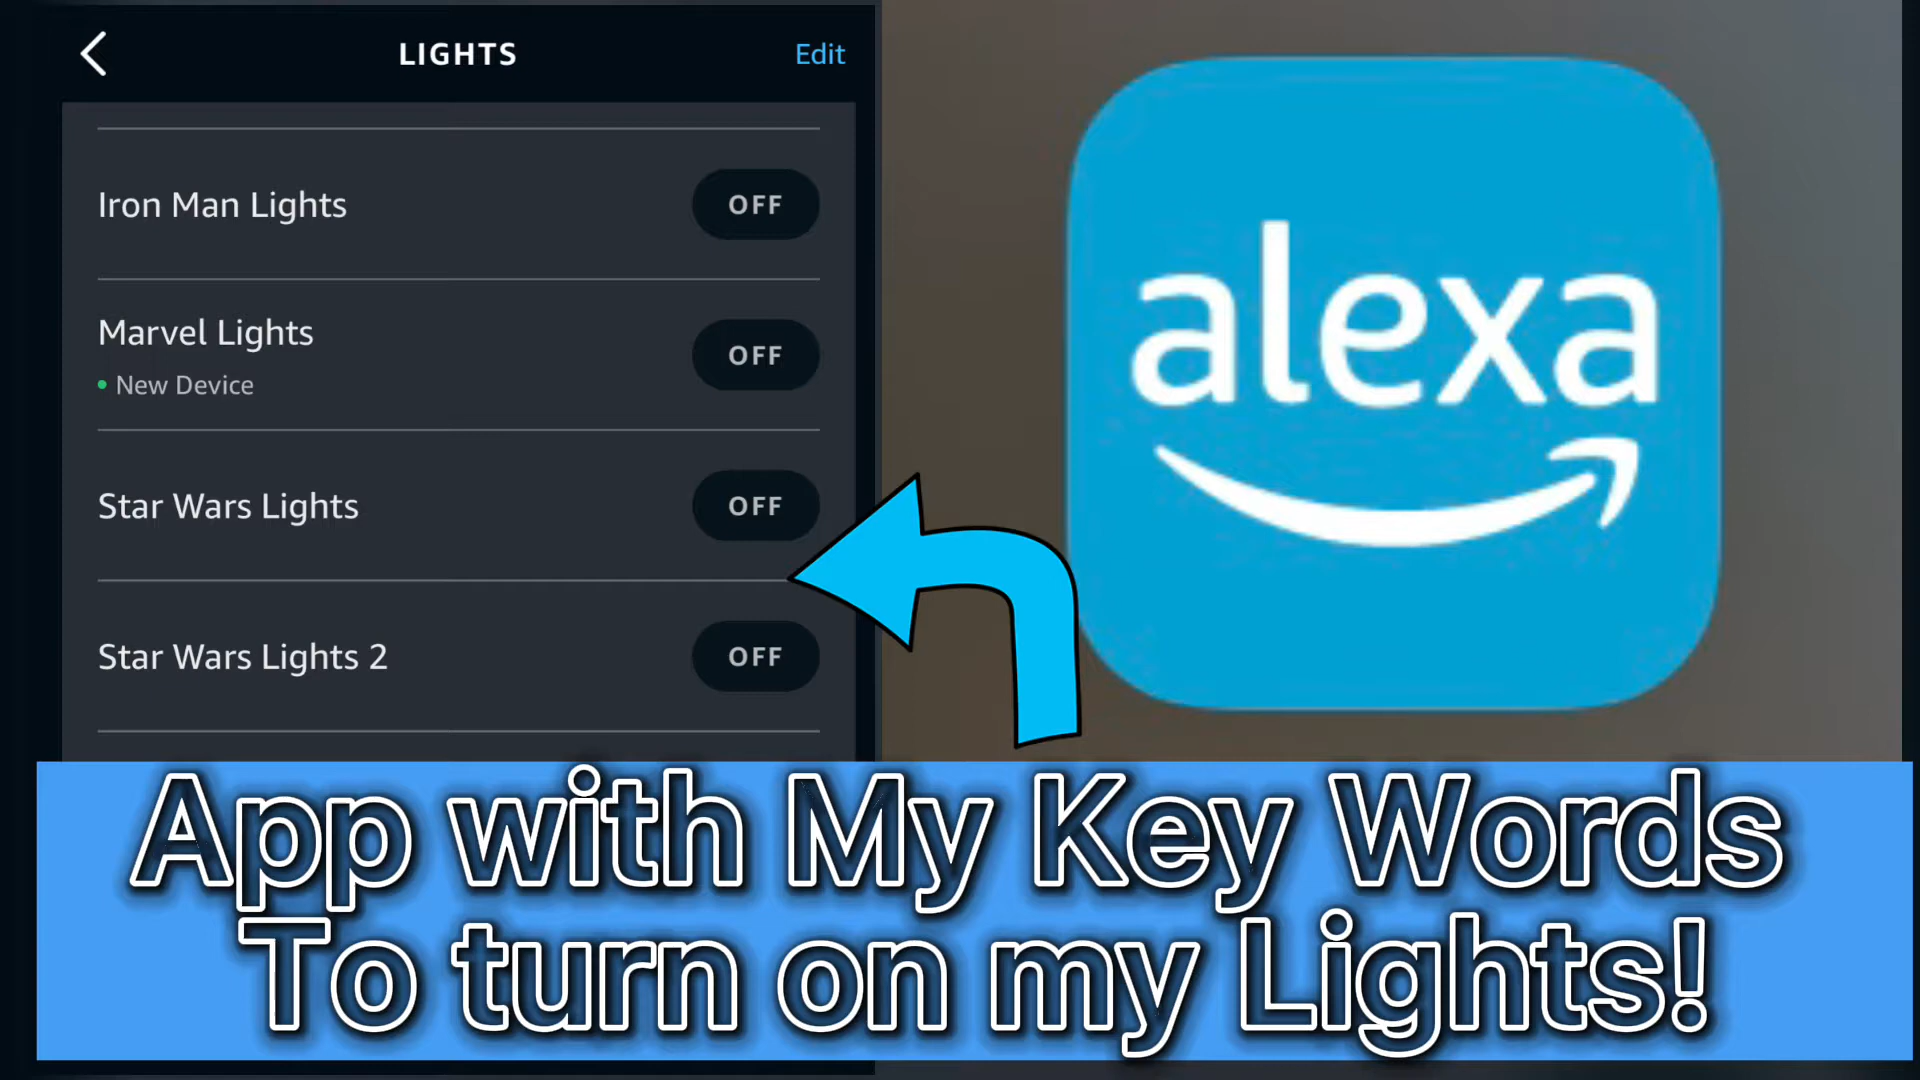 LIGHTS
Edit
Iron Man Lights
OFF
Marvel Lights
New Device
OFF
Star Wars Lights
OFF
Star Wars Lights 2
OFF
alexa
App with My Key Words
To turn on my Lights!